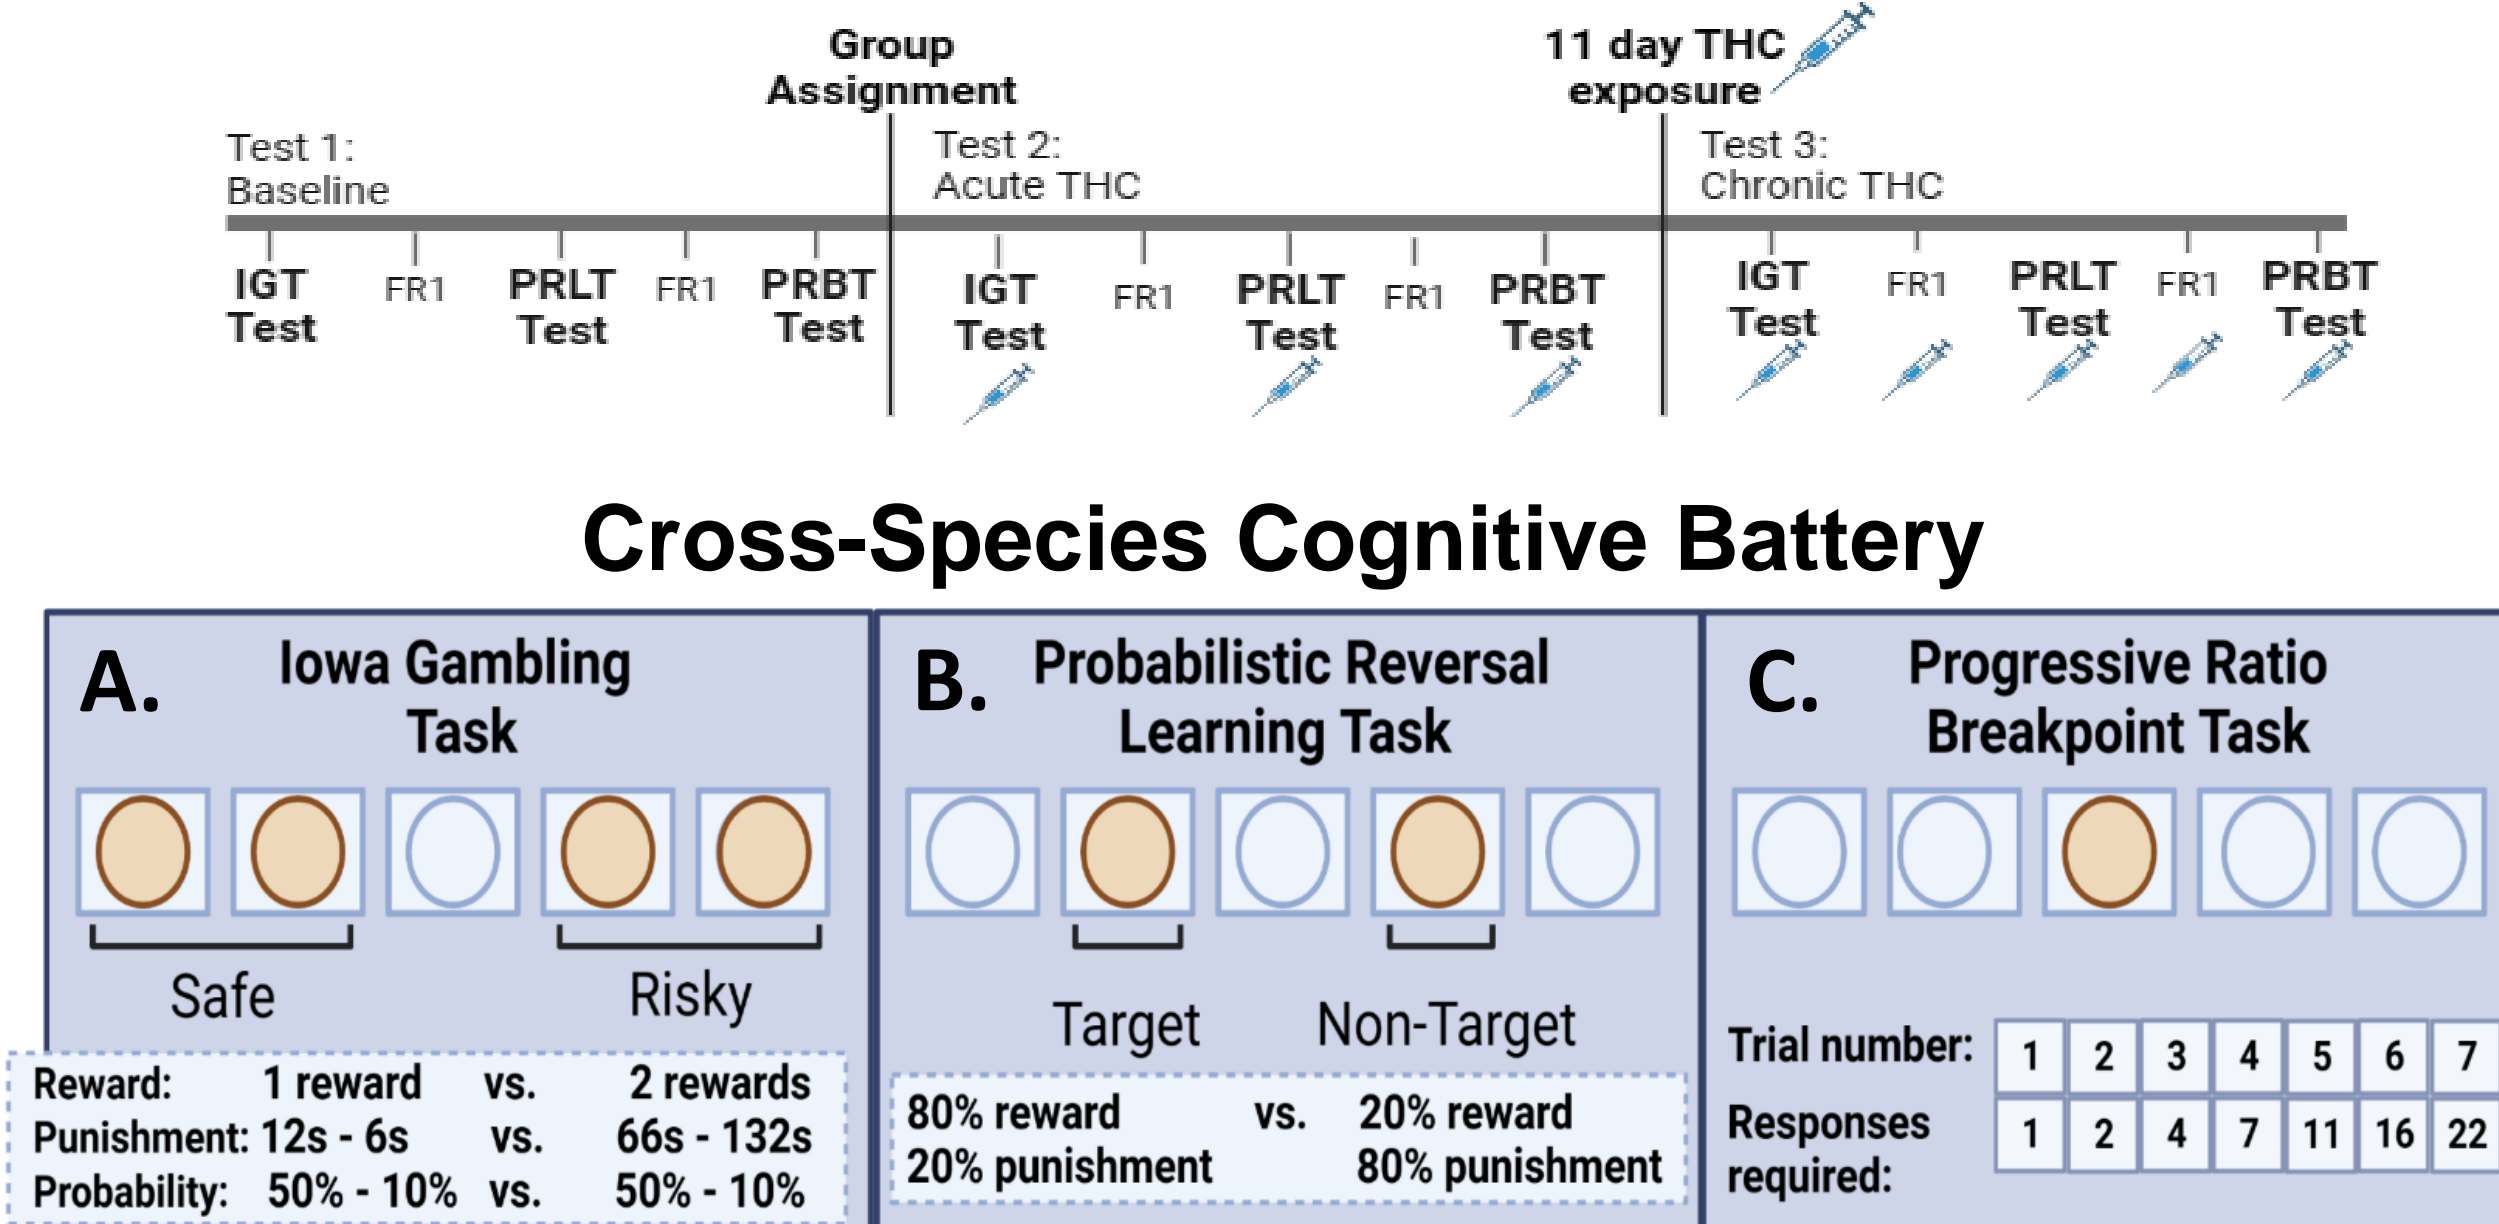 Group
Assignment
11 day THC
exposure
Test 1:
Baseline
Test 2:
Acute THC
Test 3:
Chronic THC
IGT
Test
FR1
PRLT
Test
FR1
PRBT
Test
IGT
Test
FR1
PRLT
Test
FR1
PRBT
Test
IGT
Test
FR1
PRLT
Test
FR1
PRBT
Test
Cross-Species Cognitive Battery
A.
Iowa Gambling
Task
Safe
Risky
Reward: 1 reward vs. 2 rewards
Punishment: 12s - 6s vs. 66s - 132s
Probability: 50% - 10% vs. 50% - 10%
B.
Probabilistic Reversal
Learning Task
Target
Non-Target
80% reward vs. 20% reward
20% punishment 80% punishment
C.
Progressive Ratio
Breakpoint Task
Trial number: 1 2 3 4 5 6 7
Responses
required: 1 2 4 7 11 16 22